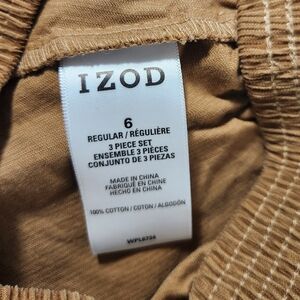 IZOD
6
REGULAR / RÉGULIÈRE
3 PIECE SET
ENSEMBLE 3 PIÈCES
CONJUNTO DE 3 PIEZAS
MADE IN CHINA
FABRIQUÉ EN CHINE
HECHO EN CHINA
100% COTTON / COTON / ALGODÓN